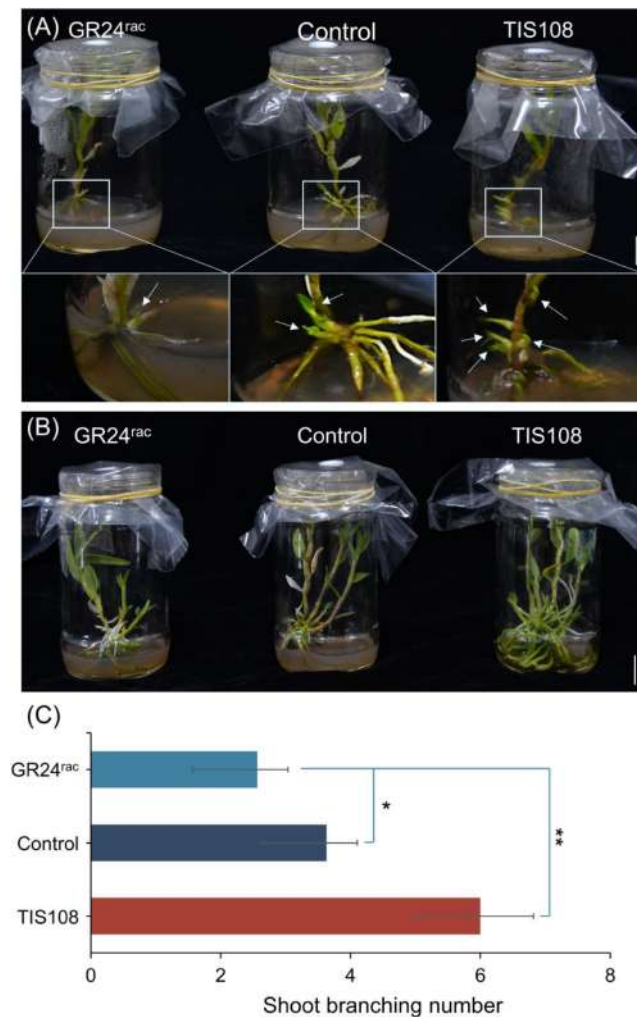 (A) GR24rac Control TIS108
(B) GR24rac Control TIS108
(C)
GR24rac
*
Control
**
TIS108
0 2 4 6 8
Shoot branching number